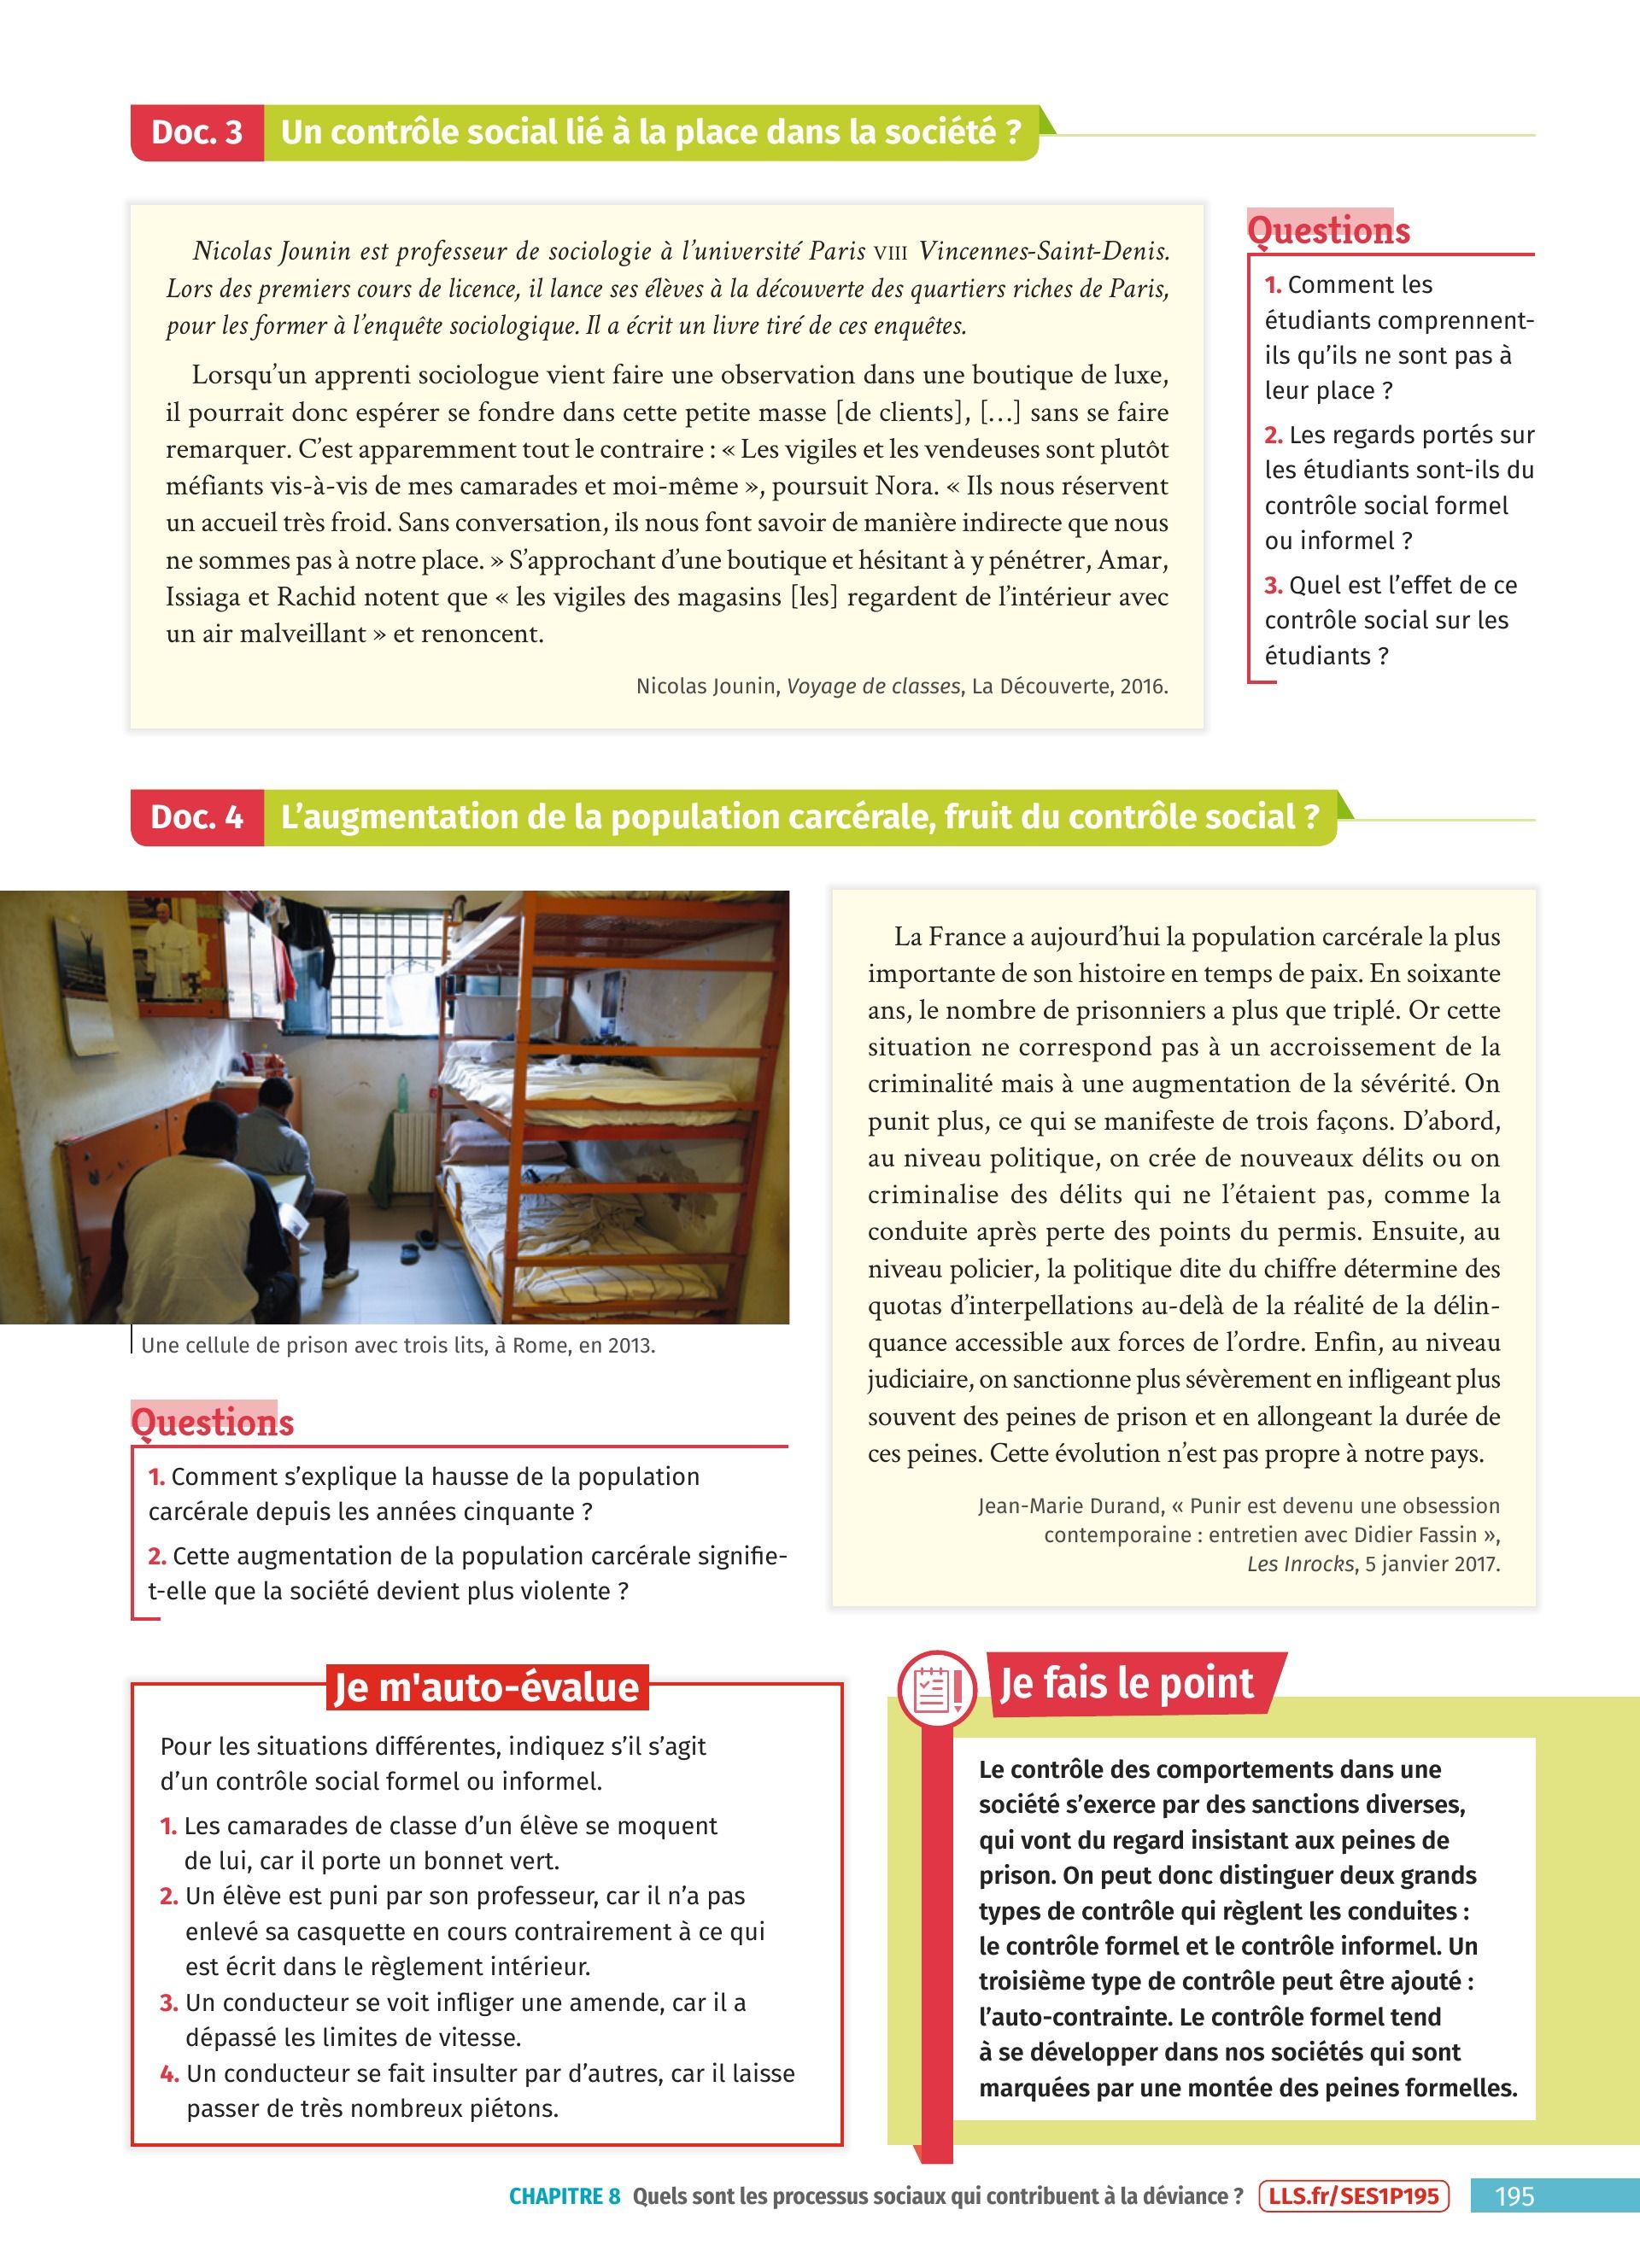 Doc. 3 Un contrôle social lié à la place dans la société ?
Nicolas Jounin est professeur de sociologie à l'université Paris VIII Vincennes-Saint-Denis.
Lors des premiers cours de licence, il lance ses élèves à la découverte des quartiers riches de Paris,
pour les former à l'enquête sociologique. Il a écrit un livre tiré de ces enquêtes.
Lorsqu'un apprenti sociologue vient faire une observation dans une boutique de luxe,
il pourrait donc espérer se fondre dans cette petite masse [de clients], […] sans se faire
remarquer. C'est apparemment tout le contraire : « Les vigiles et les vendeuses sont plutôt
méfiants vis-à-vis de mes camarades et moi-même », poursuit Nora. « Ils nous réservent
un accueil très froid. Sans conversation, ils nous font savoir de manière indirecte que nous
ne sommes pas à notre place. » S'approchant d'une boutique et hésitant à y pénétrer, Amar,
Issiaga et Rachid notent que « les vigiles des magasins [les] regardent de l'intérieur avec
un air malveillant » et renoncent.
Nicolas Jounin, Voyage de classes, La Découverte, 2016.
Questions
1. Comment les
étudiants comprennent-
ils qu'ils ne sont pas à
leur place ?
2. Les regards portés sur
les étudiants sont-ils du
contrôle social formel
ou informel ?
3. Quel est l'effet de ce
contrôle social sur les
étudiants ?
Doc. 4 L'augmentation de la population carcérale, fruit du contrôle social ?
Une cellule de prison avec trois lits, à Rome, en 2013.
Questions
1. Comment s'explique la hausse de la population
carcérale depuis les années cinquante ?
2. Cette augmentation de la population carcérale signifie-
t-elle que la société devient plus violente ?
La France a aujourd'hui la population carcérale la plus
importante de son histoire en temps de paix. En soixante
ans, le nombre de prisonniers a plus que triplé. Or cette
situation ne correspond pas à un accroissement de la
criminalité mais à une augmentation de la sévérité. On
punit plus, ce qui se manifeste de trois façons. D'abord,
au niveau politique, on crée de nouveaux délits ou on
criminalise des délits qui ne l'étaient pas, comme la
conduite après perte des points du permis. Ensuite, au
niveau policier, la politique dite du chiffre détermine des
quotas d'interpellations au-delà de la réalité de la délin-
quance accessible aux forces de l'ordre. Enfin, au niveau
judiciaire, on sanctionne plus sévèrement en infligeant plus
souvent des peines de prison et en allongeant la durée de
ces peines. Cette évolution n'est pas propre à notre pays.
Jean-Marie Durand, « Punir est devenu une obsession
contemporaine : entretien avec Didier Fassin »,
Les Inrocks, 5 janvier 2017.
Je m'auto-évalue
Pour les situations différentes, indiquez s'il s'agit
d'un contrôle social formel ou informel.
1. Les camarades de classe d'un élève se moquent
de lui, car il porte un bonnet vert.
2. Un élève est puni par son professeur, car il n'a pas
enlevé sa casquette en cours contrairement à ce qui
est écrit dans le règlement intérieur.
3. Un conducteur se voit infliger une amende, car il a
dépassé les limites de vitesse.
4. Un conducteur se fait insulter par d'autres, car il laisse
passer de très nombreux piétons.
Je fais le point
Le contrôle des comportements dans une
société s'exerce par des sanctions diverses,
qui vont du regard insistant aux peines de
prison. On peut donc distinguer deux grands
types de contrôle qui règlent les conduites :
le contrôle formel et le contrôle informel. Un
troisième type de contrôle peut être ajouté :
l'auto-contrainte. Le contrôle formel tend
à se développer dans nos sociétés qui sont
marquées par une montée des peines formelles.
CHAPITRE 8 Quels sont les processus sociaux qui contribuent à la déviance ? LLS.fr/SES1P195 195